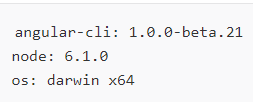 angular-cli: 1.0.0-beta.21
node: 6.1.0
os: darwin x64